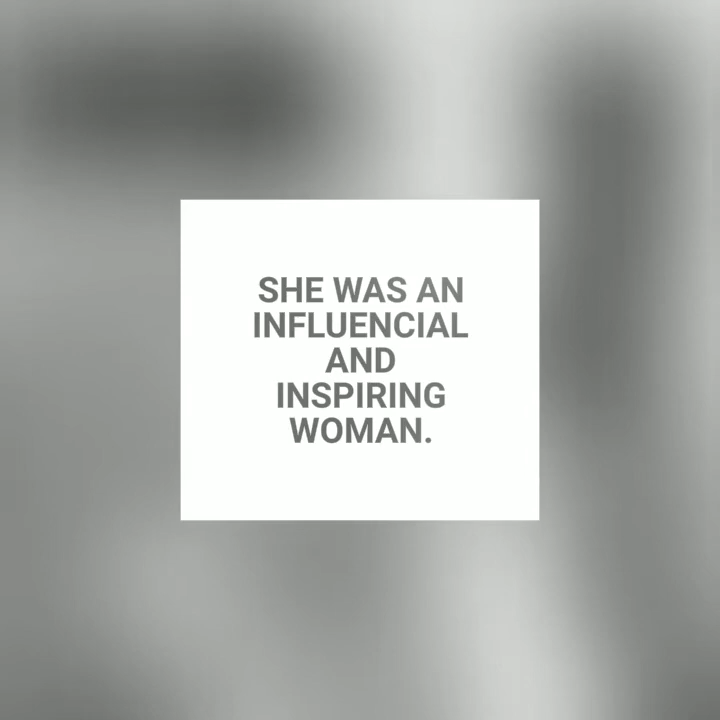 SHE WAS AN
INFLUENCIAL
AND
INSPIRING
WOMAN.